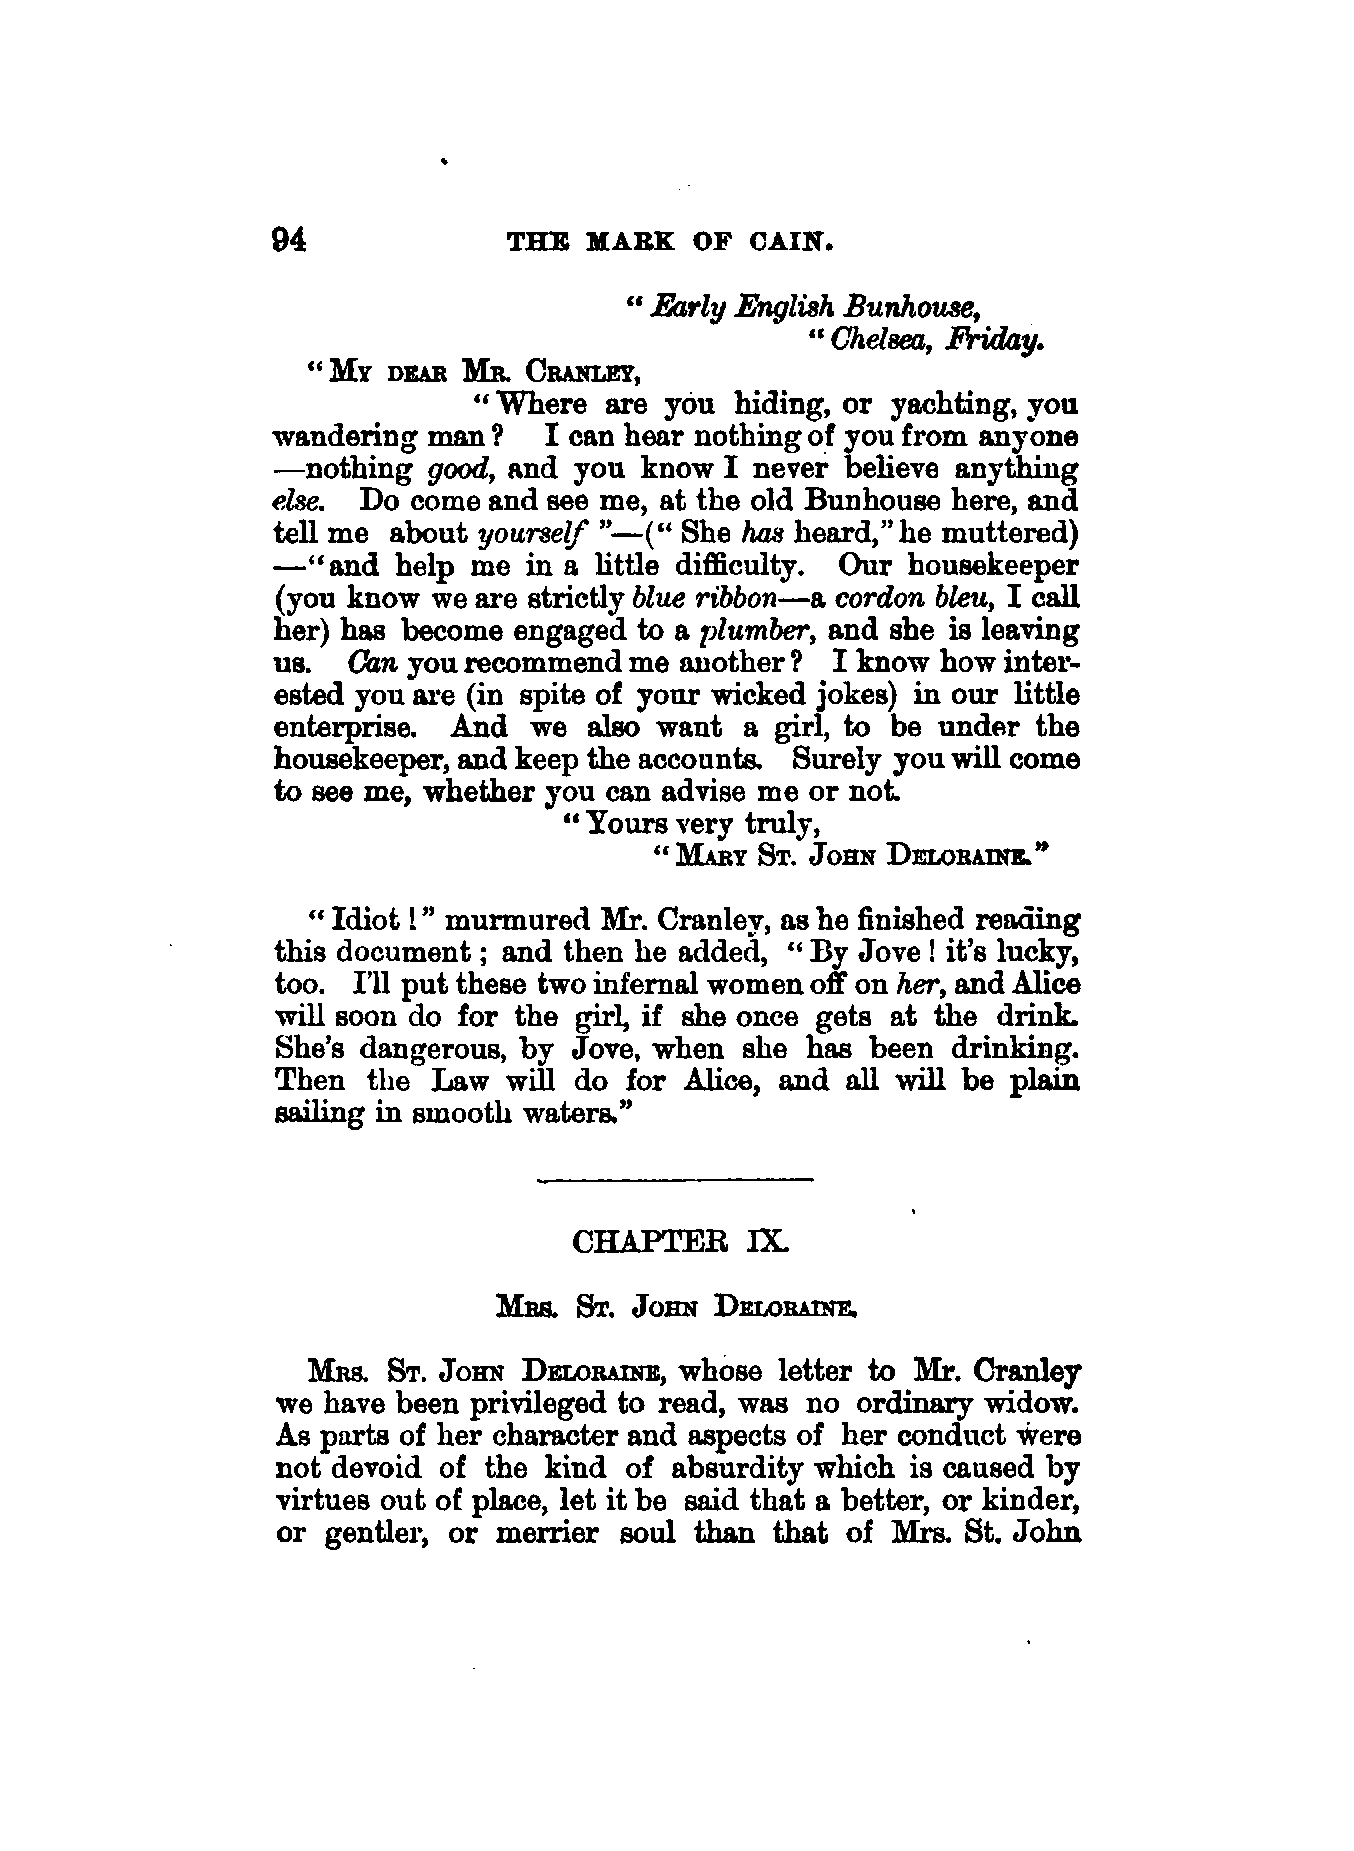 94 THE MARK OF CAIN.
“Early English Bunhouse,
“Chelsea, Friday.
“MY DEAR MR. CRANLEY,
“Where are you hiding, or yachting, you
wandering man? I can hear nothing of you from anyone
—nothing good, and you know I never believe anything
else. Do come and see me, at the old Bunhouse here, and
tell me about yourself”—(“She has heard,” he muttered)
—“and help me in a little difficulty. Our housekeeper
(you know we are strictly blue ribbon—a cordon bleu, I call
her) has become engaged to a plumber, and she is leaving
us. Can you recommend me another? I know how inter-
ested you are (in spite of your wicked jokes) in our little
enterprise. And we also want a girl, to be under the
housekeeper, and keep the accounts. Surely you will come
to see me, whether you can advise me or not.
“Yours very truly,
“MARY ST. JOHN DELORAINE.”
“Idiot!” murmured Mr. Cranley, as he finished reading
this document; and then he added, “By Jove! it’s lucky,
too. I’ll put these two infernal women off on her, and Alice
will soon do for the girl, if she once gets at the drink.
She’s dangerous, by Jove, when she has been drinking.
Then the Law will do for Alice, and all will be plain
sailing in smooth waters.”
CHAPTER IX.
MRS. ST. JOHN DELORAINE.
MRS. ST. JOHN DELORAINE, whose letter to Mr. Cranley
we have been privileged to read, was no ordinary widow.
As parts of her character and aspects of her conduct were
not devoid of the kind of absurdity which is caused by
virtues out of place, let it be said that a better, or kinder,
or gentler, or merrier soul than that of Mrs. St. John